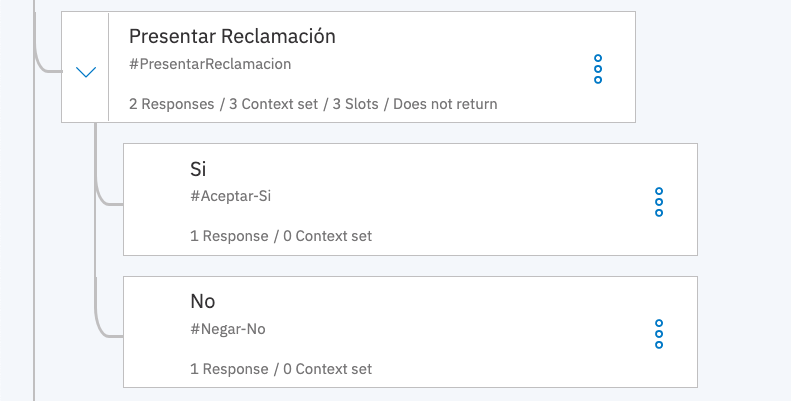 Presentar Reclamación
#PresentarReclamacion
2 Responses / 3 Context set / 3 Slots / Does not return
Si
#Aceptar-Si
1 Response / 0 Context set
No
#Negar-No
1 Response / 0 Context set